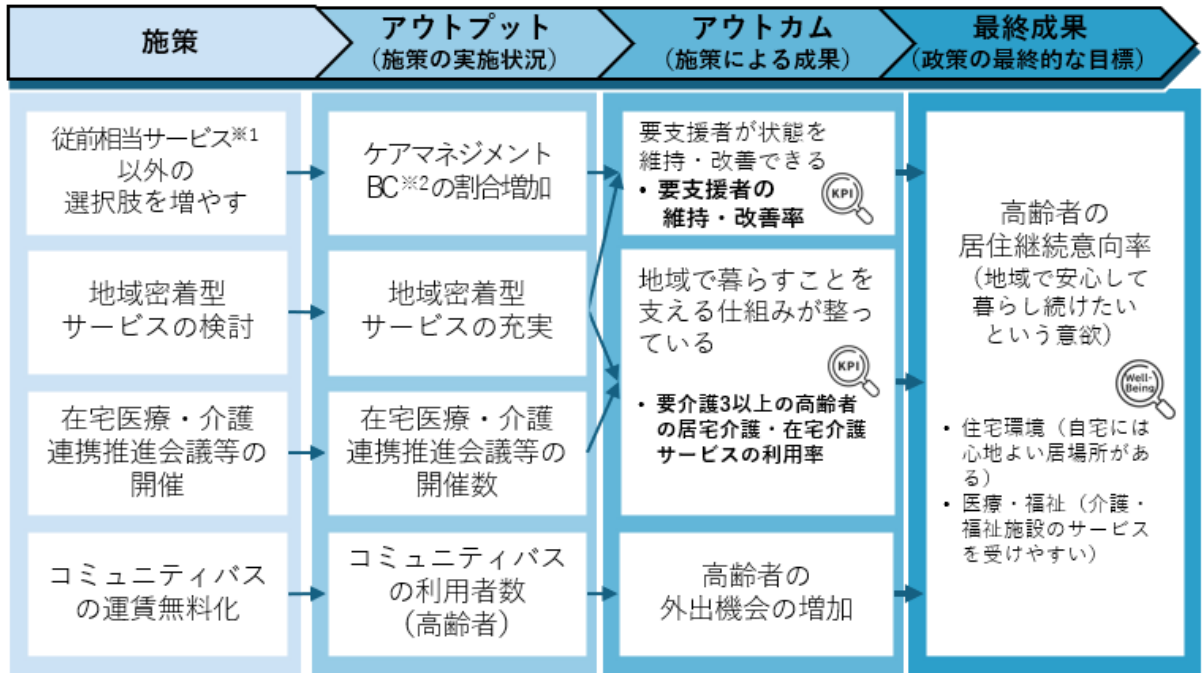 施策
アウトプット
(施策の実施状況)
アウトカム
(施策による成果)
最終成果
(政策の最終的な目標)
従前相当サービス※1
以外の
選択肢を増やす
ケアマネジメント
BC※2の割合増加
要支援者が状態を
維持・改善できる
• 要支援者の
維持・改善率
KPI
地域密着型
サービスの検討
地域密着型
サービスの充実
地域で暮らすことを
支える仕組みが整っ
ている
KPI
• 要介護3以上の高齢者
の居宅介護・在宅介護
サービスの利用率
在宅医療・介護
連携推進会議等の
開催
在宅医療・介護
連携推進会議等の
開催数
コミュニティバス
の運賃無料化
コミュニティバス
の利用者数
(高齢者)
高齢者の
外出機会の増加
高齢者の
居住継続意向率
(地域で安心して
暮らし続けたい
という意欲)
Well-
Being
• 住宅環境（自宅には
心地よい居場所があ
る）
• 医療・福祉（介護・
福祉施設のサービス
を受けやすい）